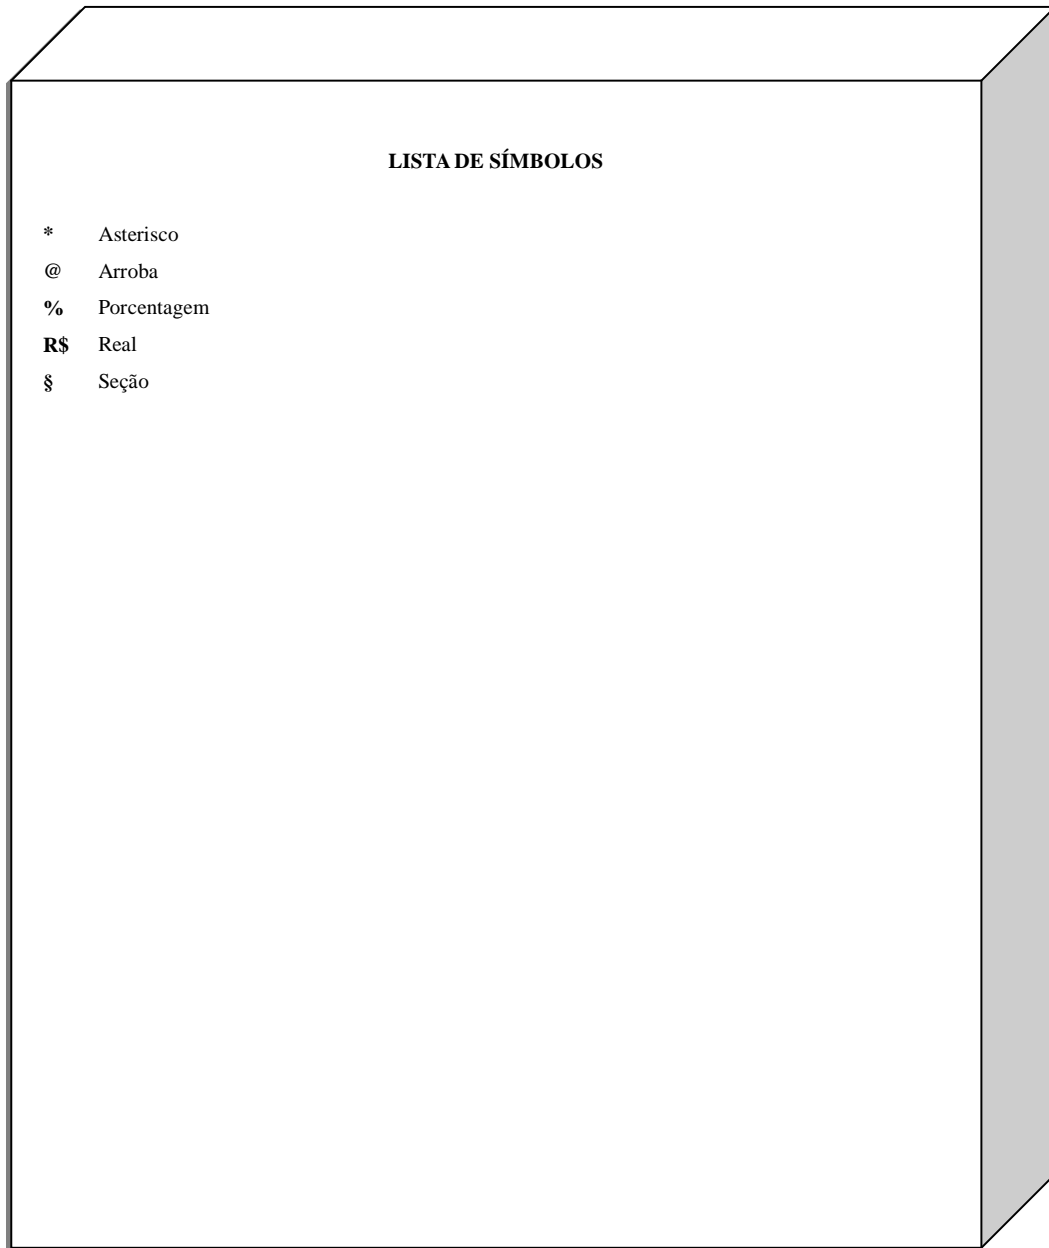 LISTA DE SÍMBOLOS
* Asterisco
@ Arroba
% Porcentagem
R$ Real
§ Seção